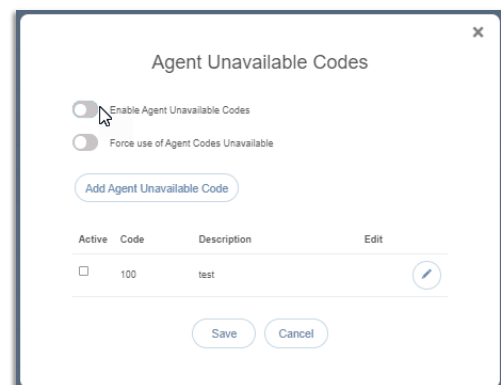 Agent Unavailable Codes
Enable Agent Unavailable Codes
Force use of Agent Codes Unavailable
Add Agent Unavailable Code
Active Code Description Edit
100 test
Save Cancel